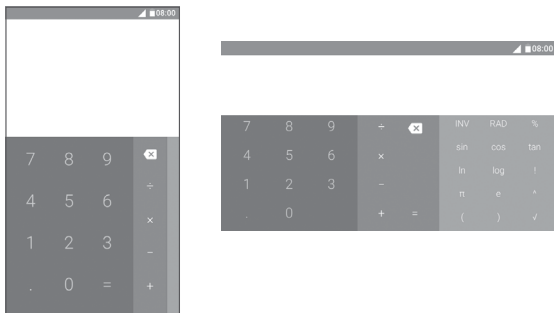 08:00
7 8 9
÷
4 5 6
×
1 2 3
−
. 0 =
+
08:00
7 8 9 ÷ INV RAD %
4 5 6 × sin cos tan
ln log !
1 2 3 − π e ^
. 0 + = ( ) √